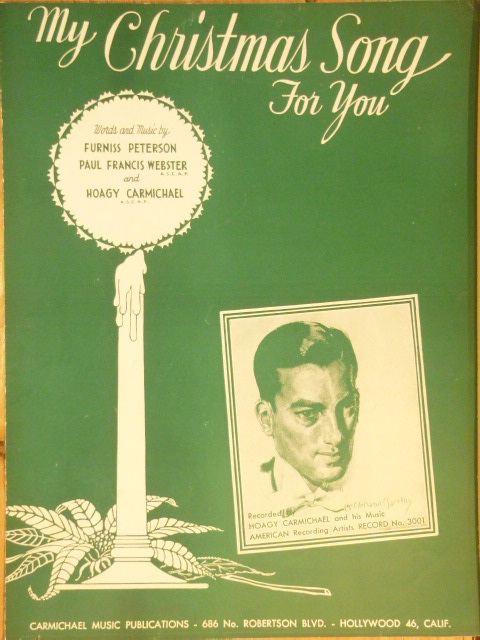 My Christmas Song
For You
Words and Music by
FURNISS PETERSON
PAUL FRANCIS WEBSTER
A.S.C.A.P.
and
HOAGY CARMICHAEL
A.S.C.A.P.
Recorded by
HOAGY CARMICHAEL and his Music
AMERICAN Recording Artists RECORD No. 3001
CARMICHAEL MUSIC PUBLICATIONS - 686 No. ROBERTSON BLVD. - HOLLYWOOD 46, CALIF.